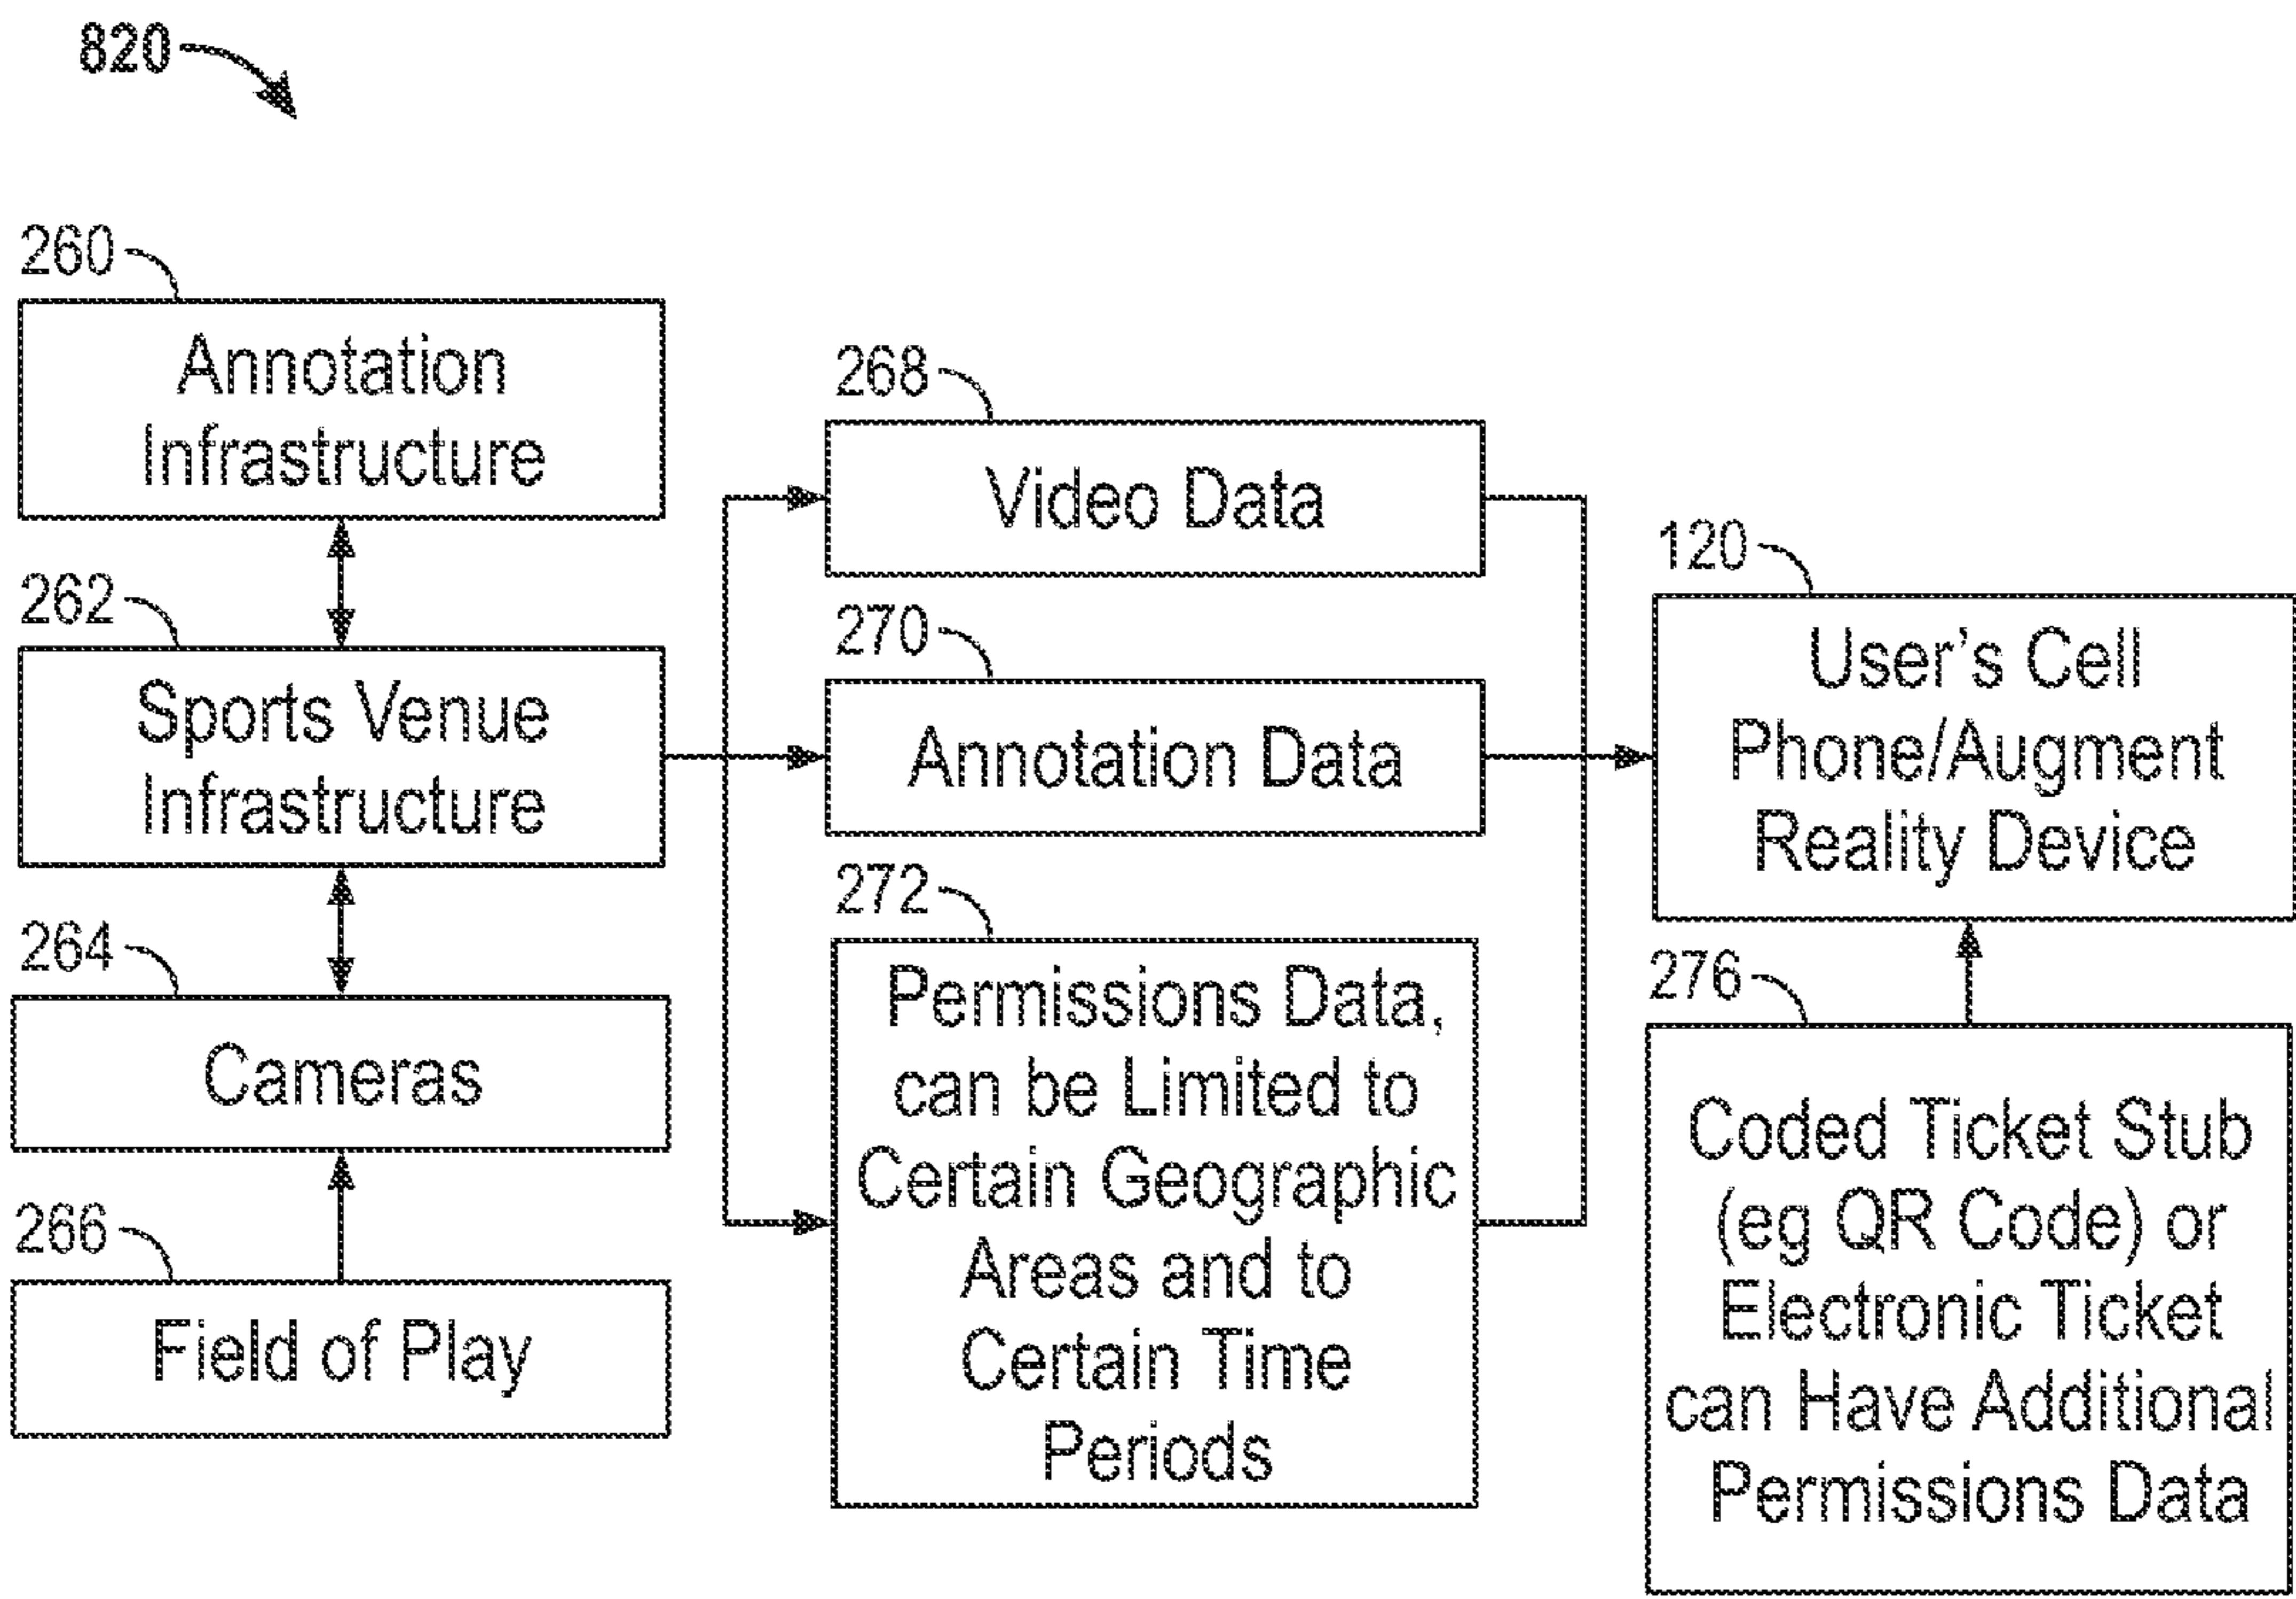 820
260
Annotation
Infrastructure
262
Sports Venue
Infrastructure
264
Cameras
266
Field of Play
268
Video Data
270
Annotation Data
272
Permissions Data,
can be Limited to
Certain Geographic
Areas and to
Certain Time
Periods
120
User's Cell
Phone/Augment
Reality Device
276
Coded Ticket Stub
(eg QR Code) or
Electronic Ticket
can Have Additional
Permissions Data